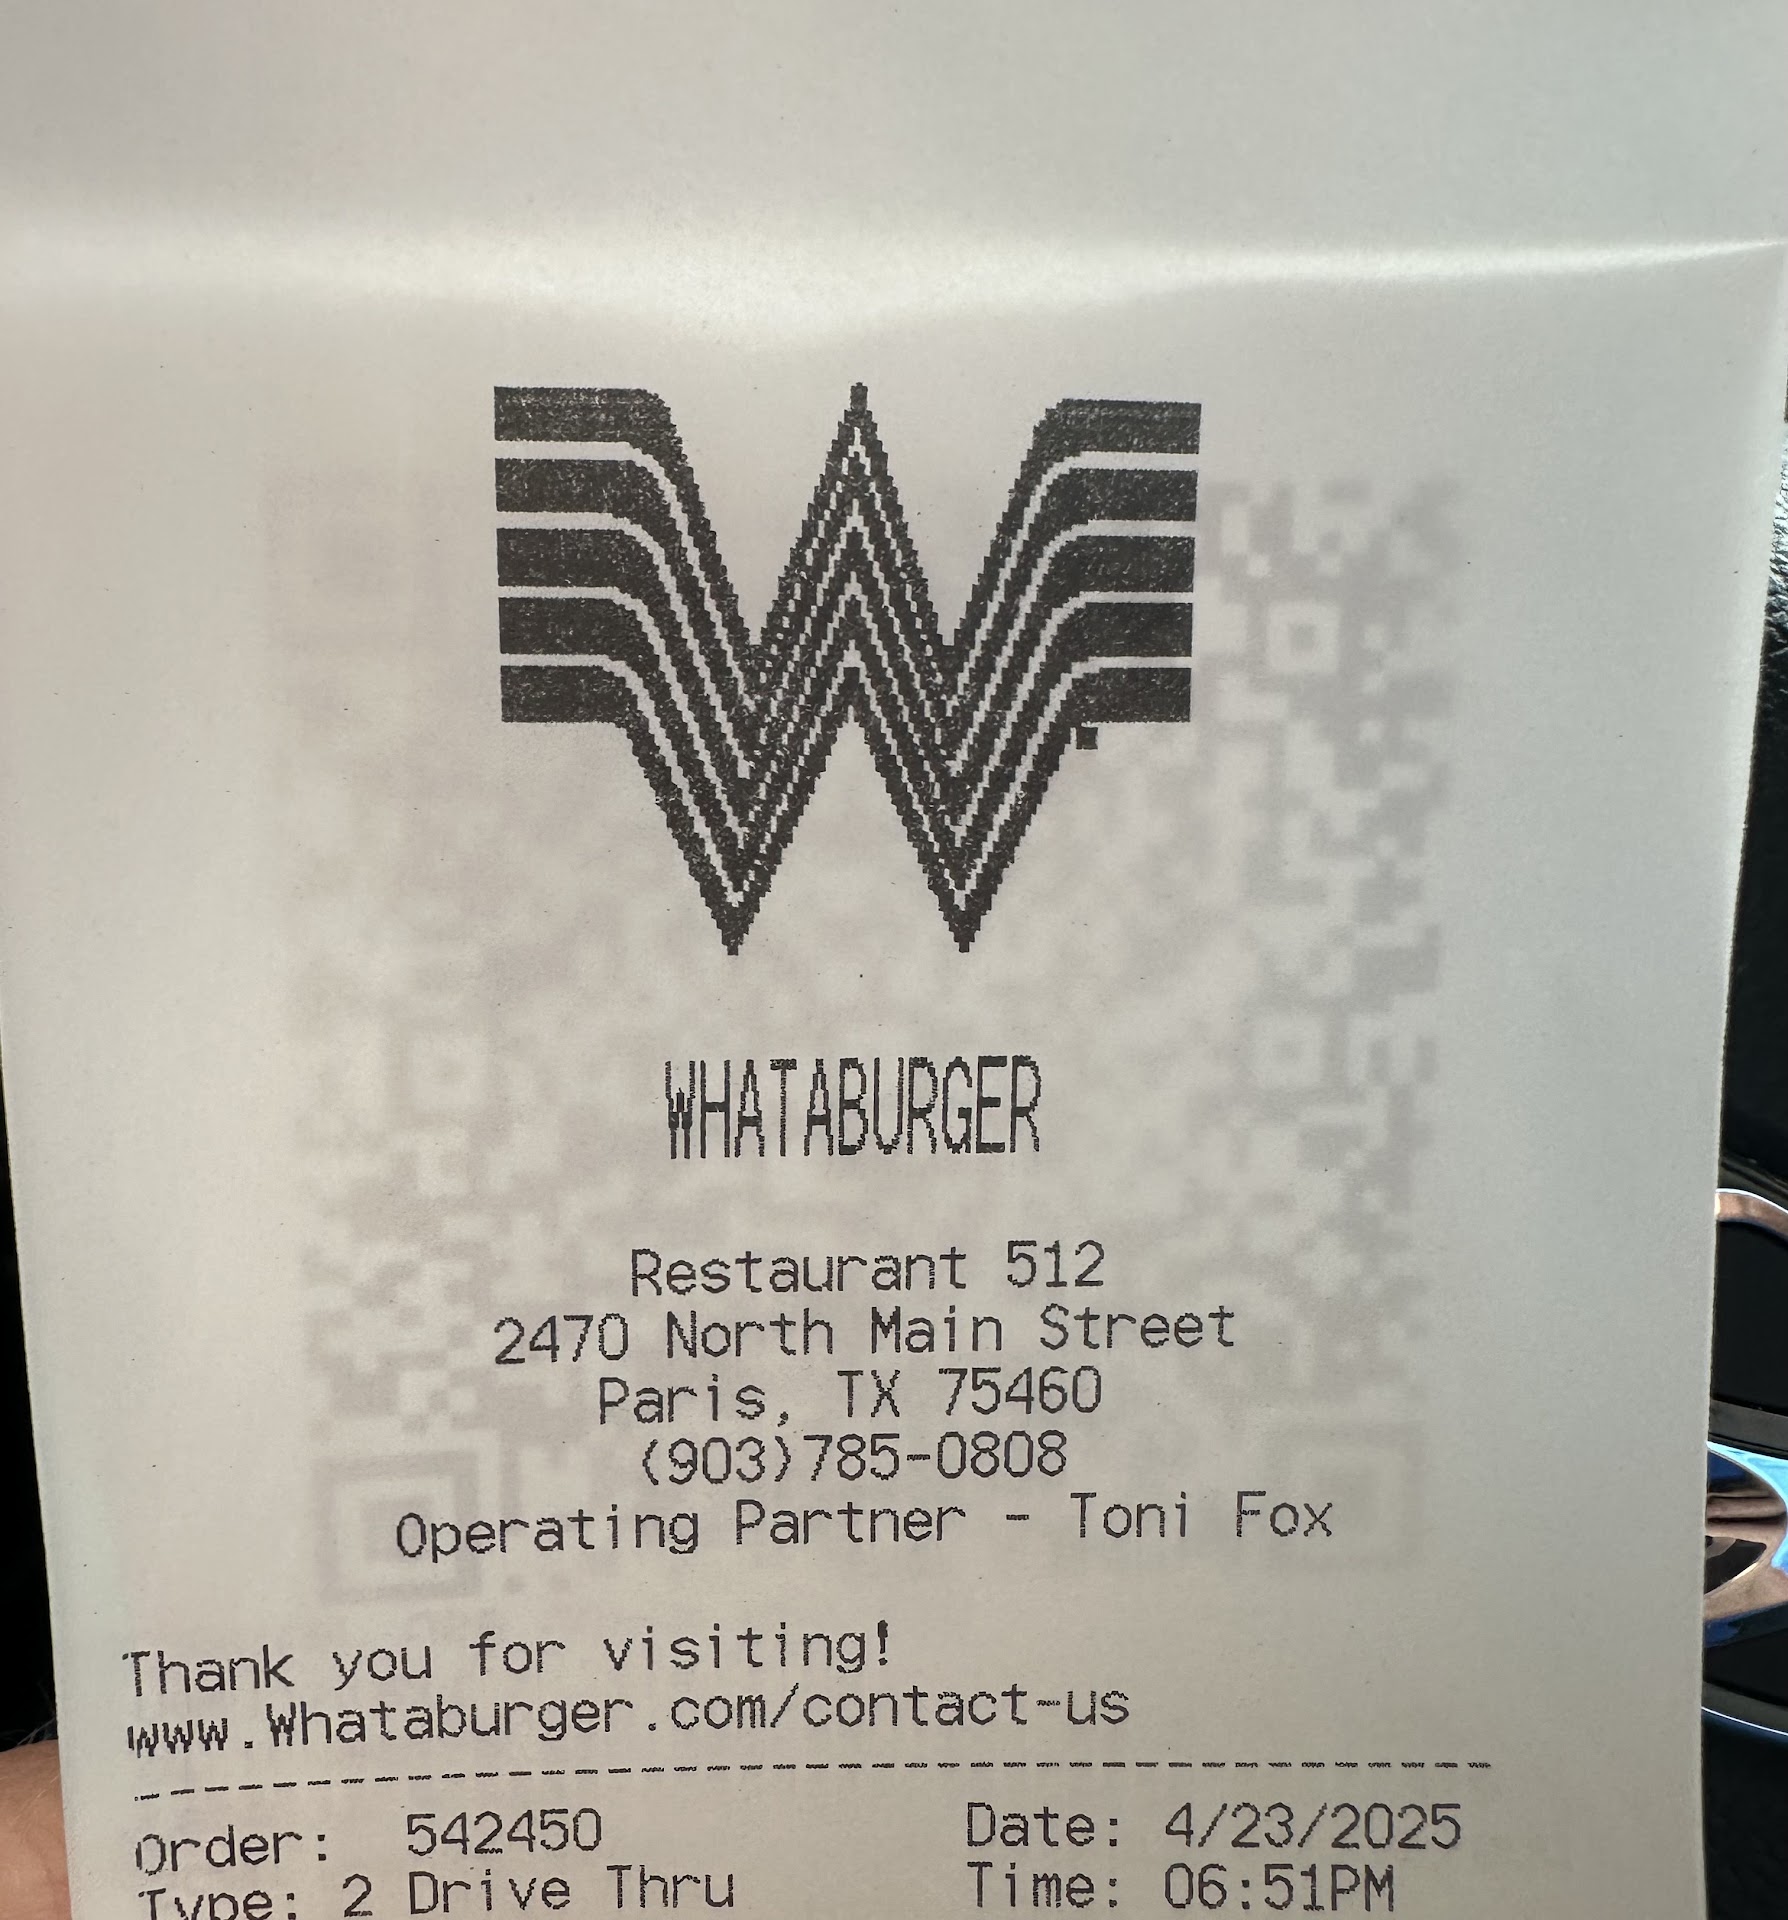 WHATABURGER
Restaurant 512
2470 North Main Street
Paris, TX 75460
(903)785-0808
Operating Partner - Toni Fox
Thank you for visiting!
www.Whataburger.com/contact-us
Order: 542450 Date: 4/23/2025
Type: 2 Drive Thru Time: 06:51PM